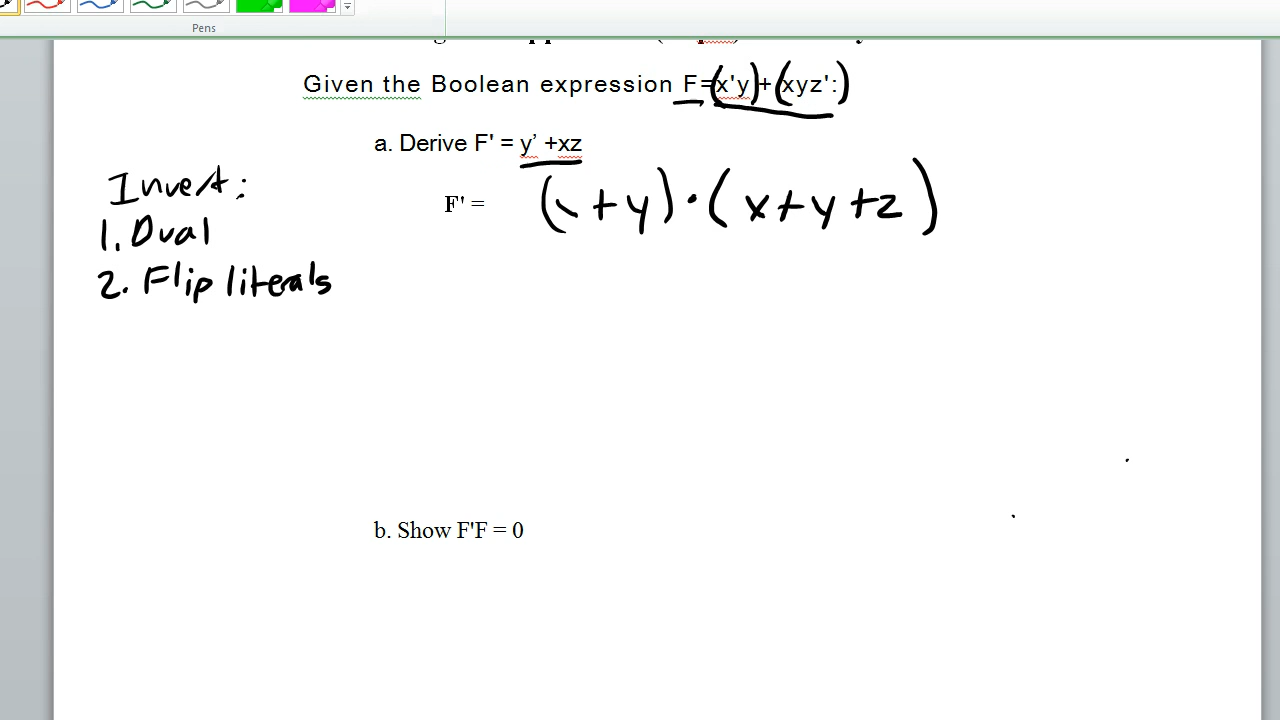 Pens
Given the Boolean expression F=(x'y)+(xyz':)
a. Derive F' = y’ +xz
Invert:
F' = (x+y)·(x+y+z)
1. Dual
2. Flip literals
b. Show F'F = 0